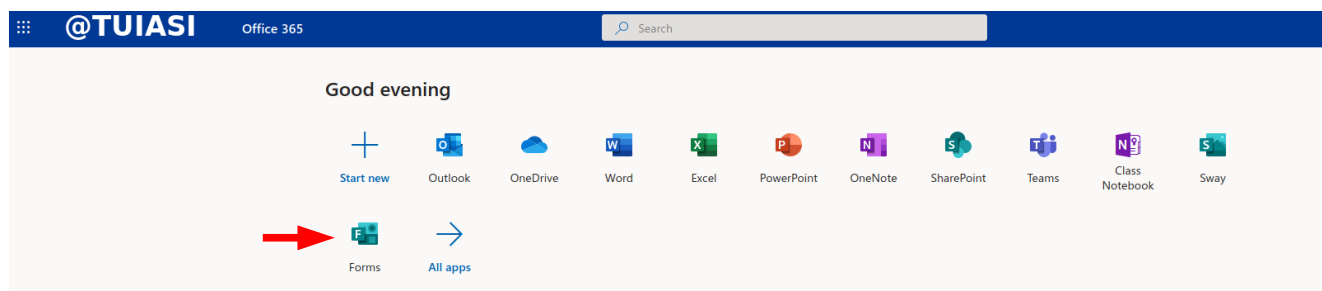 @TUIASI Office 365 Search
Good evening
Start new Outlook OneDrive Word Excel PowerPoint OneNote SharePoint Teams Class Notebook Sway
Forms All apps